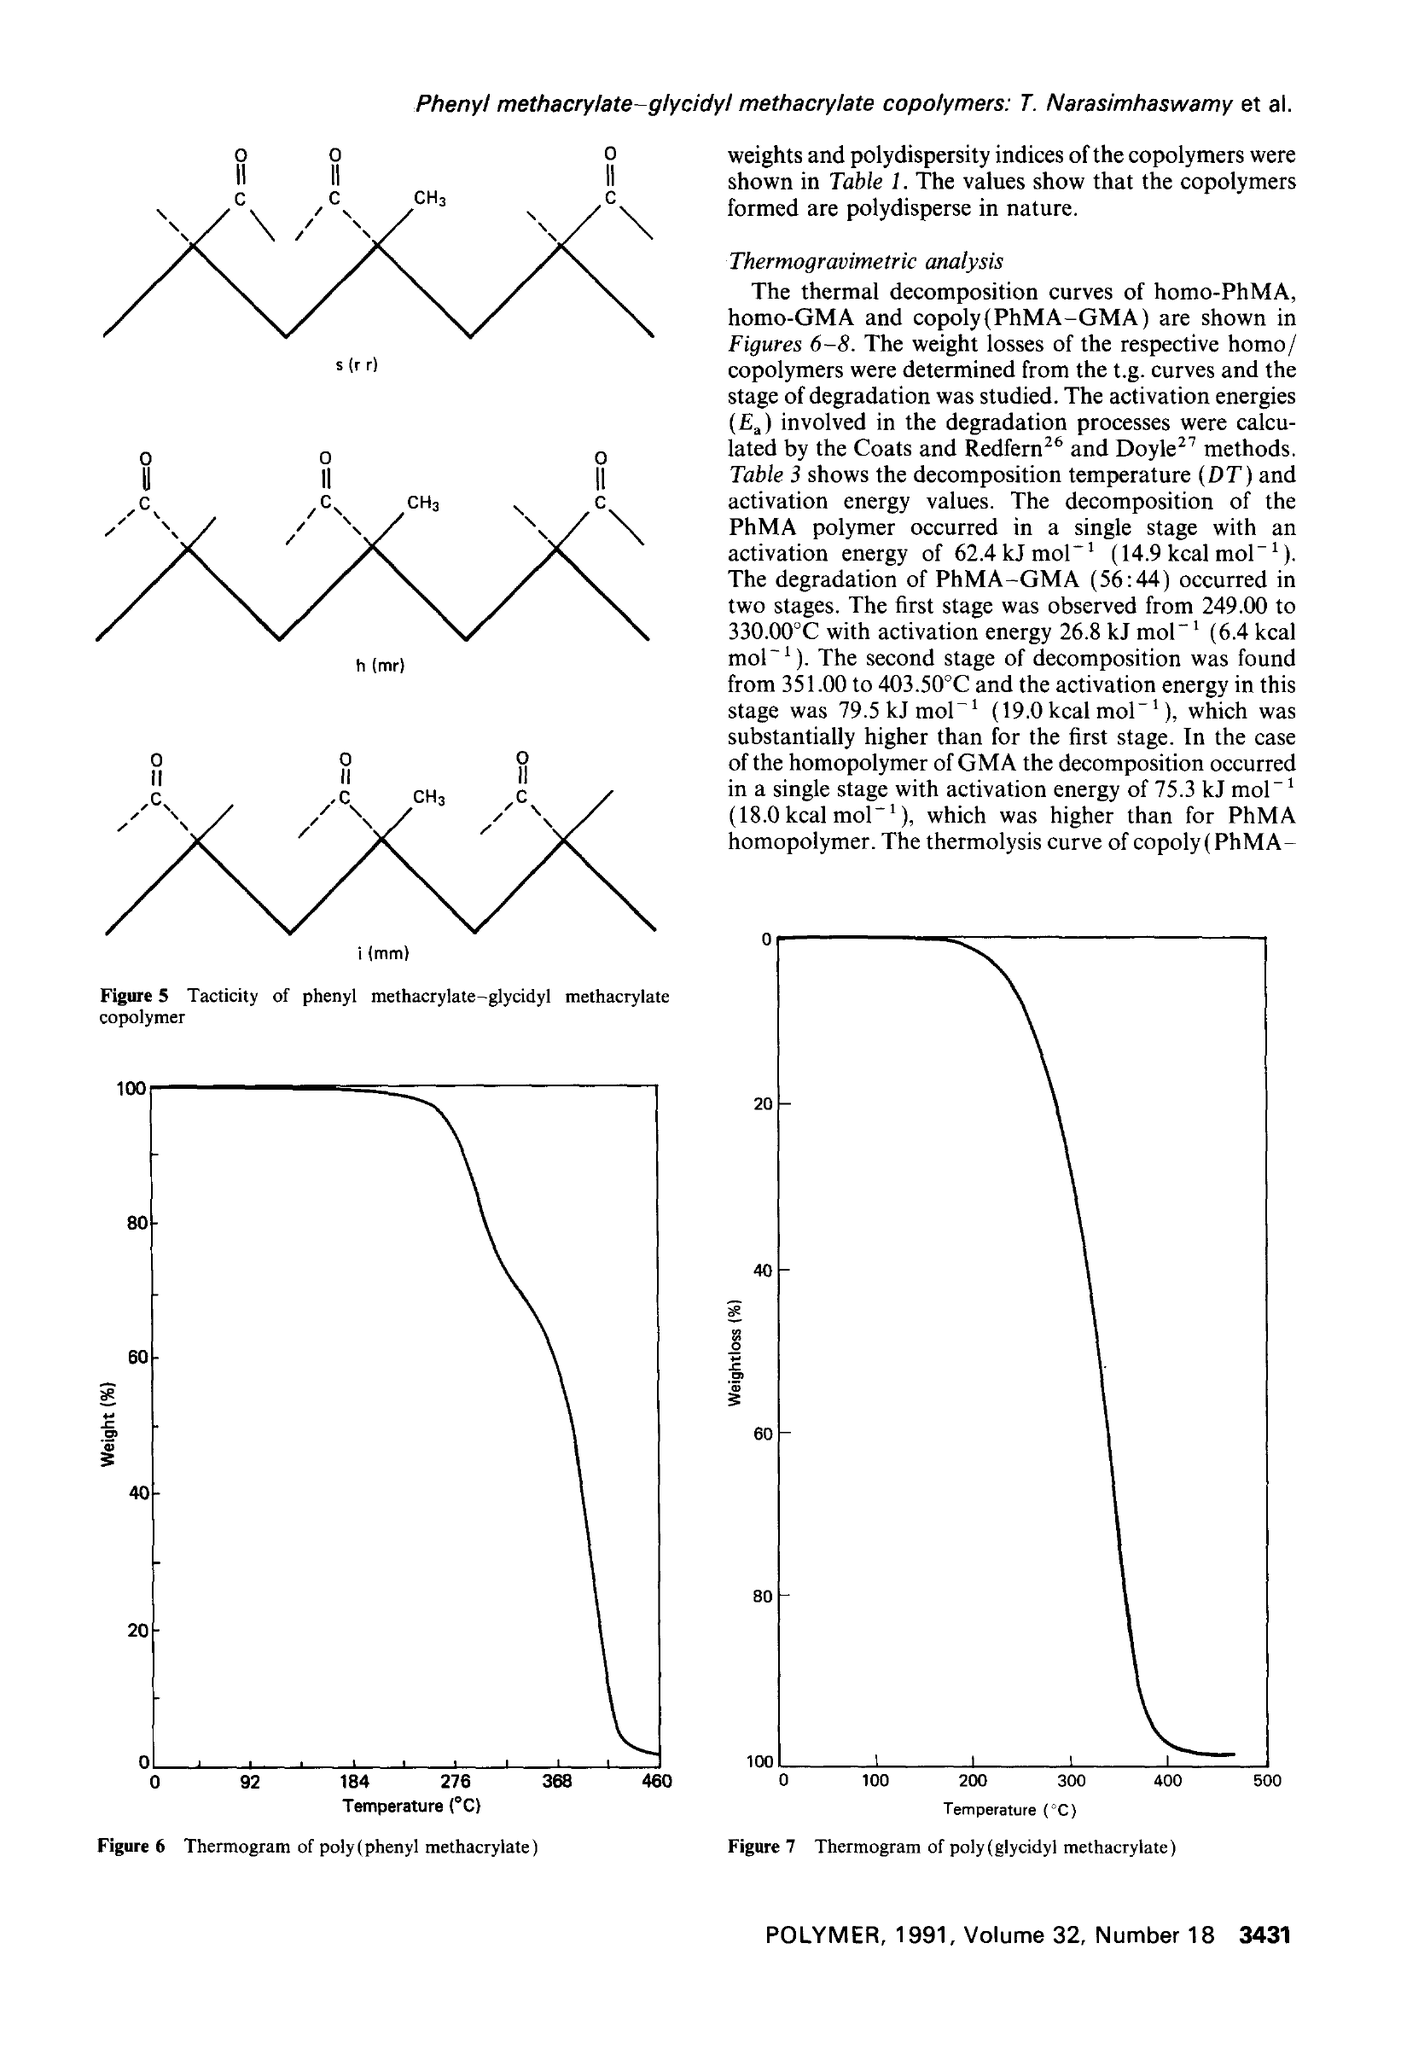 Phenyl methacrylate–glycidyl methacrylate copolymers: T. Narasimhaswamy et al.
O O O
C C CH₃ C
s (r r)
O O O
C C CH₃ C
h (mr)
O O O
C C CH₃ C
i (mm)
Figure 5 Tacticity of phenyl methacrylate–glycidyl methacrylate
copolymer
100
80
60
40
20
0
Weight (%)
0 92 184 276 368 460
Temperature (°C)
Figure 6 Thermogram of poly(phenyl methacrylate)
weights and polydispersity indices of the copolymers were
shown in Table 1. The values show that the copolymers
formed are polydisperse in nature.
Thermogravimetric analysis
The thermal decomposition curves of homo-PhMA,
homo-GMA and copoly(PhMA–GMA) are shown in
Figures 6–8. The weight losses of the respective homo/
copolymers were determined from the t.g. curves and the
stage of degradation was studied. The activation energies
(Eₐ) involved in the degradation processes were calcu-
lated by the Coats and Redfern²⁶ and Doyle²⁷ methods.
Table 3 shows the decomposition temperature (DT) and
activation energy values. The decomposition of the
PhMA polymer occurred in a single stage with an
activation energy of 62.4 kJ mol⁻¹ (14.9 kcal mol⁻¹).
The degradation of PhMA–GMA (56:44) occurred in
two stages. The first stage was observed from 249.00 to
330.00°C with activation energy 26.8 kJ mol⁻¹ (6.4 kcal
mol⁻¹). The second stage of decomposition was found
from 351.00 to 403.50°C and the activation energy in this
stage was 79.5 kJ mol⁻¹ (19.0 kcal mol⁻¹), which was
substantially higher than for the first stage. In the case
of the homopolymer of GMA the decomposition occurred
in a single stage with activation energy of 75.3 kJ mol⁻¹
(18.0 kcal mol⁻¹), which was higher than for PhMA
homopolymer. The thermolysis curve of copoly(PhMA–
0
20
40
60
80
100
Weightloss (%)
0 100 200 300 400 500
Temperature (°C)
Figure 7 Thermogram of poly(glycidyl methacrylate)
POLYMER, 1991, Volume 32, Number 18 3431